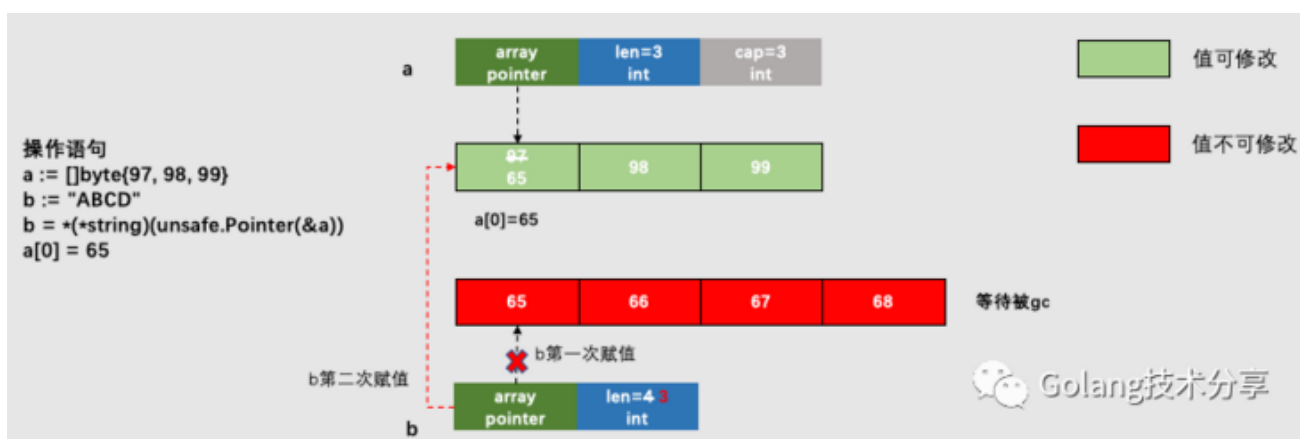 a
array
pointer
len=3
int
cap=3
int
值可修改
值不可修改
操作语句
a := []byte{97, 98, 99}
b := "ABCD"
b = *(*string)(unsafe.Pointer(&a))
a[0] = 65
97
65
98
99
a[0]=65
65
66
67
68
等待被gc
b第一次赋值
b第二次赋值
b
array
pointer
len=4 3
int
Golang技术分享